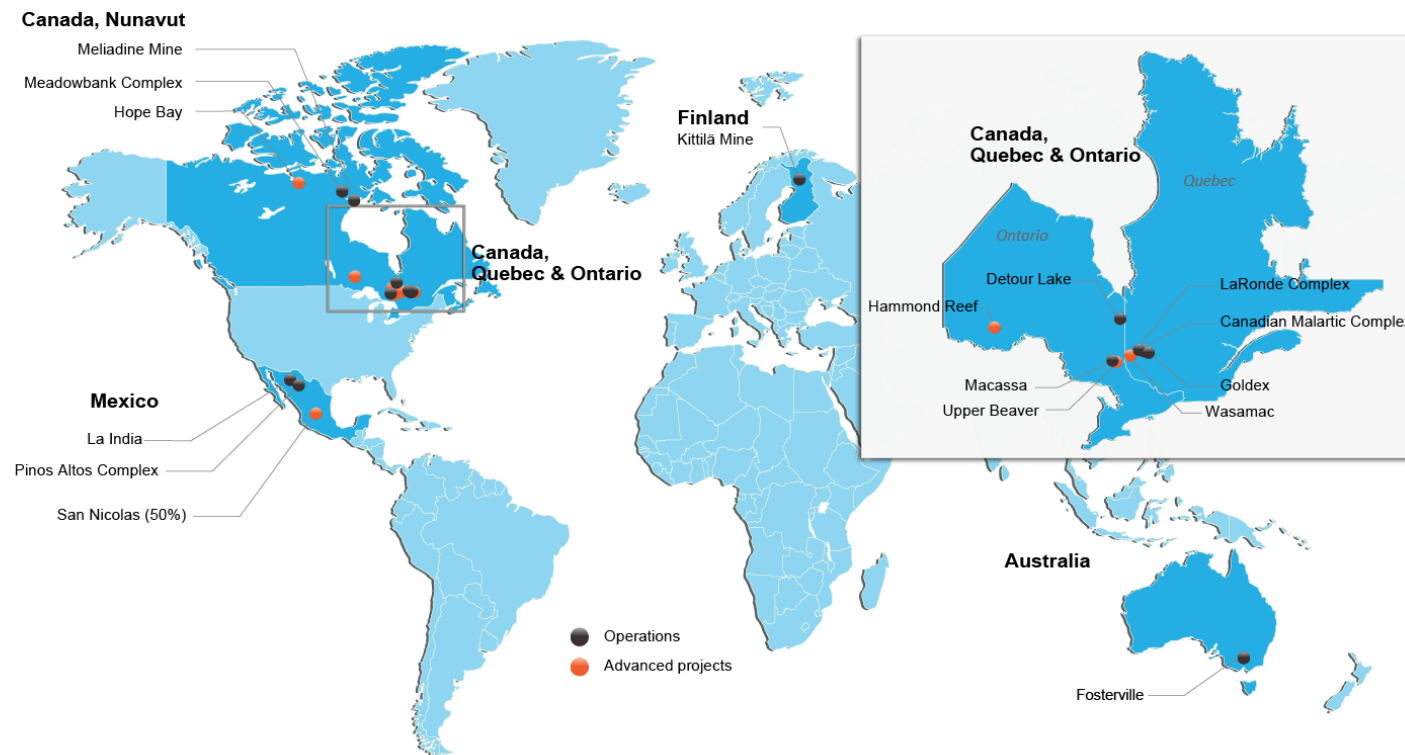 Canada, Nunavut
Meliadine Mine
Meadowbank Complex
Hope Bay
Finland
Kittilä Mine
Canada,
Quebec & Ontario
Mexico
La India
Pinos Altos Complex
San Nicolas (50%)
Operations
Advanced projects
Canada,
Quebec & Ontario
Quebec
Ontario
Detour Lake
LaRonde Complex
Hammond Reef
Canadian Malartic Complex
Macassa
Goldex
Upper Beaver
Wasamac
Australia
Fosterville